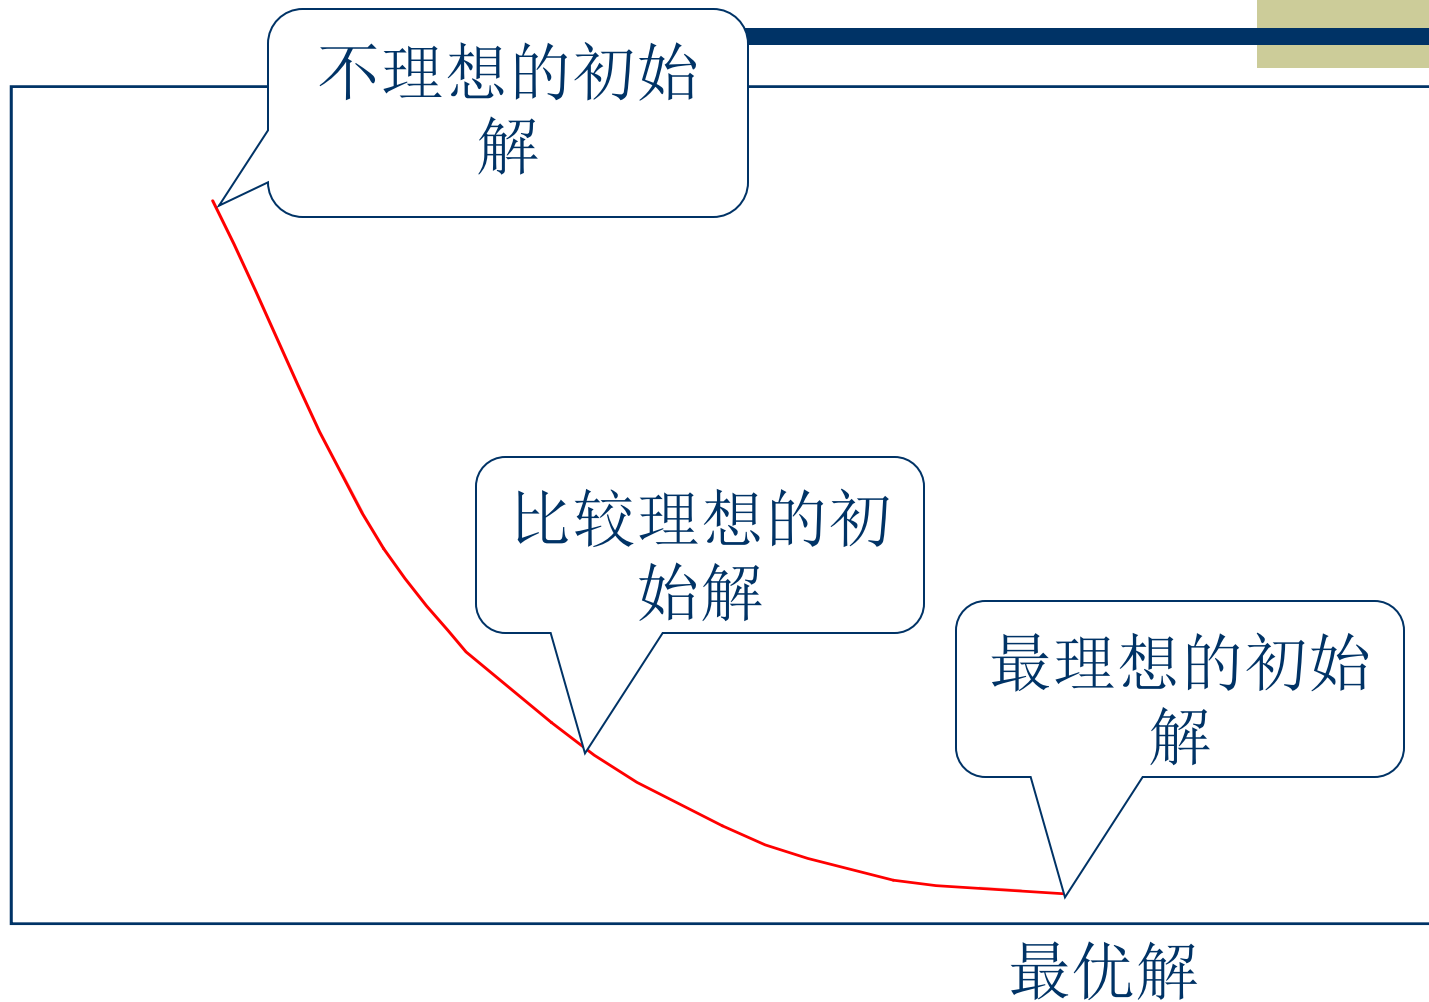 不理想的初始
解
比较理想的初
始解
最理想的初始
解
最优解